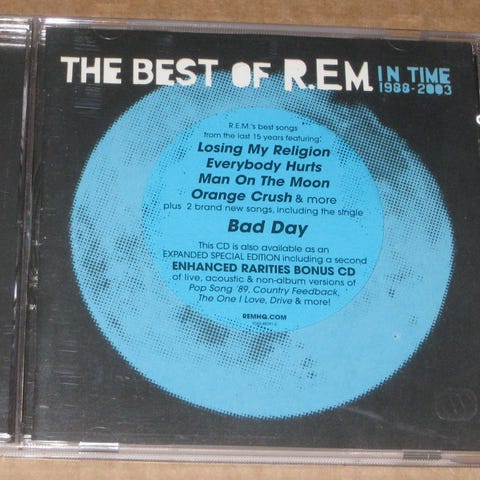 THE BEST OF R.E.M. IN TIME
1988-2003
R.E.M.'s best songs
from the last 15 years featuring:
Losing My Religion
Everybody Hurts
Man On The Moon
Orange Crush & more
plus 2 brand new songs, including the single
Bad Day
This CD is also available as an
EXPANDED SPECIAL EDITION including a second
ENHANCED RARITIES BONUS CD
of live, acoustic & non-album versions of
Pop Song '89, Country Feedback,
The One I Love, Drive & more!
REMHQ.COM